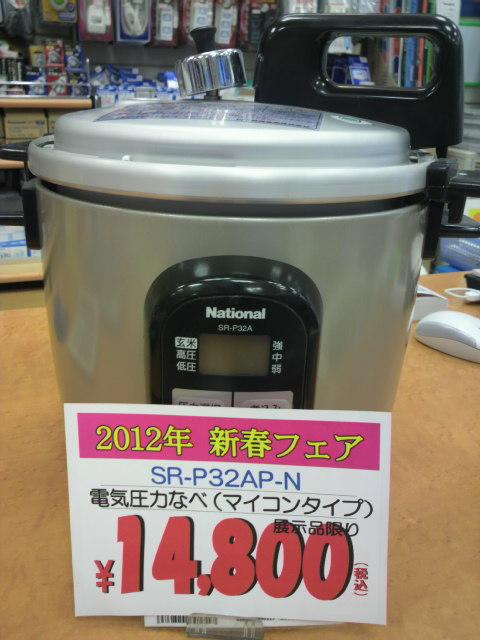 National
SR-P32A
玄米
高圧
低圧
強
中
弱
2012年 新春フェア
SR-P32AP-N
電気圧力なべ(マイコンタイプ)
展示品限り
¥14,800(税込)